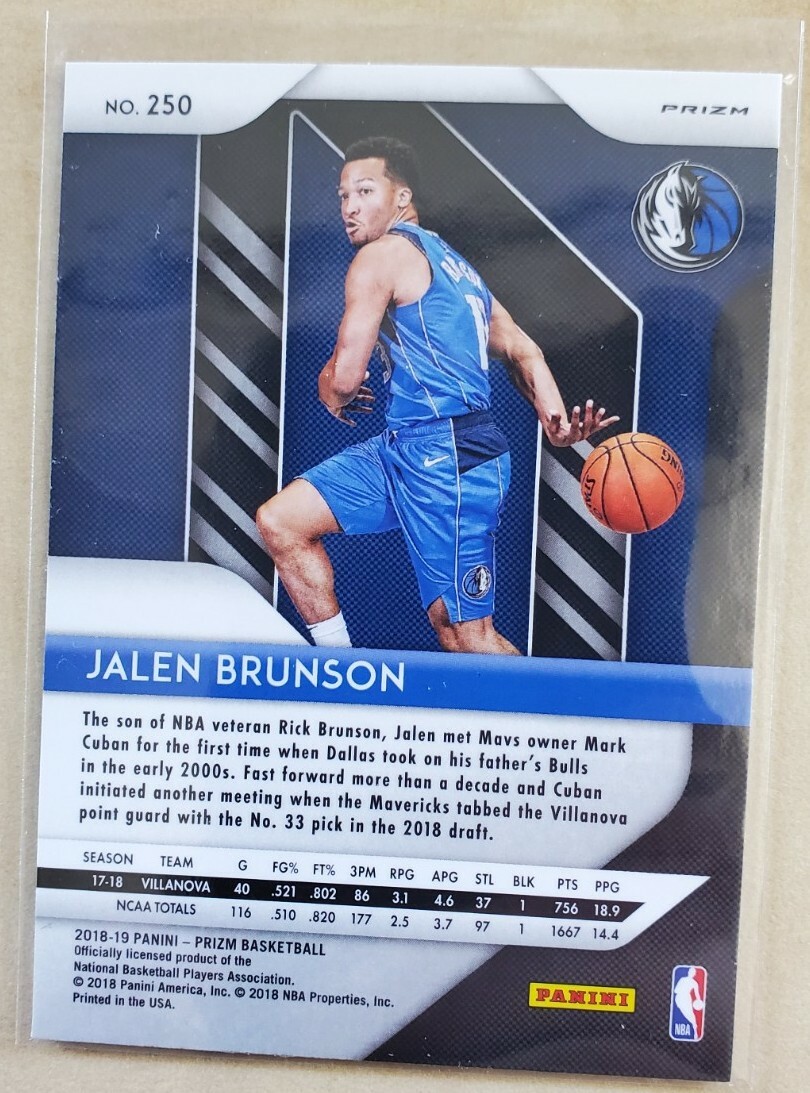 NO. 250
PRIZM
JALEN BRUNSON
The son of NBA veteran Rick Brunson, Jalen met Mavs owner Mark
Cuban for the first time when Dallas took on his father's Bulls
in the early 2000s. Fast forward more than a decade and Cuban
initiated another meeting when the Mavericks tabbed the Villanova
point guard with the No. 33 pick in the 2018 draft.
SEASON TEAM G FG% FT% 3PM RPG APG STL BLK PTS PPG
17-18 VILLANOVA 40 .521 .802 86 3.1 4.6 37 1 756 18.9
NCAA TOTALS 116 .510 .820 177 2.5 3.7 97 1 1667 14.4
2018-19 PANINI – PRIZM BASKETBALL
Officially licensed product of the
National Basketball Players Association.
© 2018 Panini America, Inc. © 2018 NBA Properties, Inc.
Printed in the USA.
PANINI
NBA